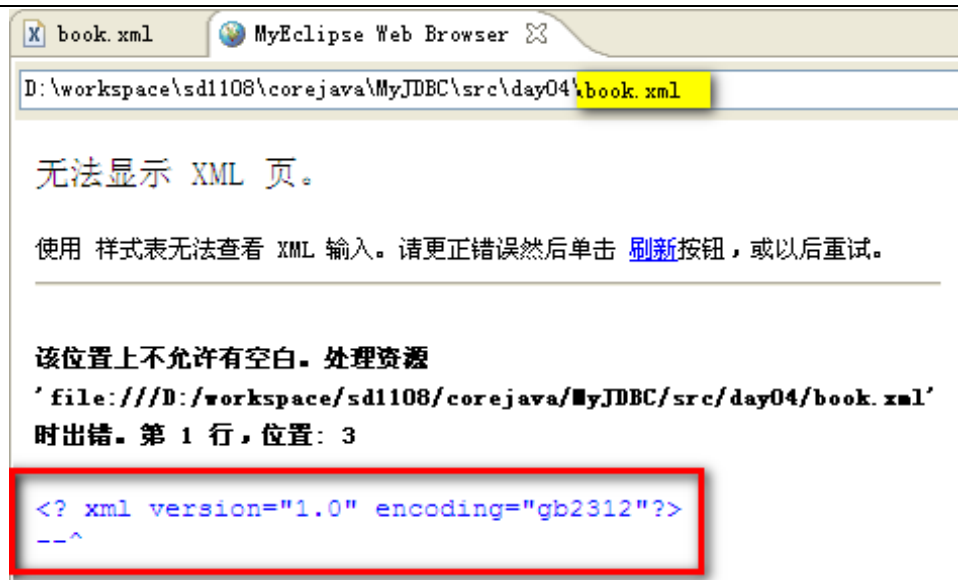 book.xml
MyEclipse Web Browser
D:\workspace\sd1108\corejava\MyJDBC\src\day04\book.xml
无法显示 XML 页。
使用 样式表无法查看 XML 输入。请更正错误然后单击 刷新按钮，或以后重试。
该位置上不允许有空白。处理资源
'file:///D:/workspace/sd1108/corejava/MyJDBC/src/day04/book.xml'
时出错。第 1 行，位置: 3
<? xml version="1.0" encoding="gb2312"?>
--^